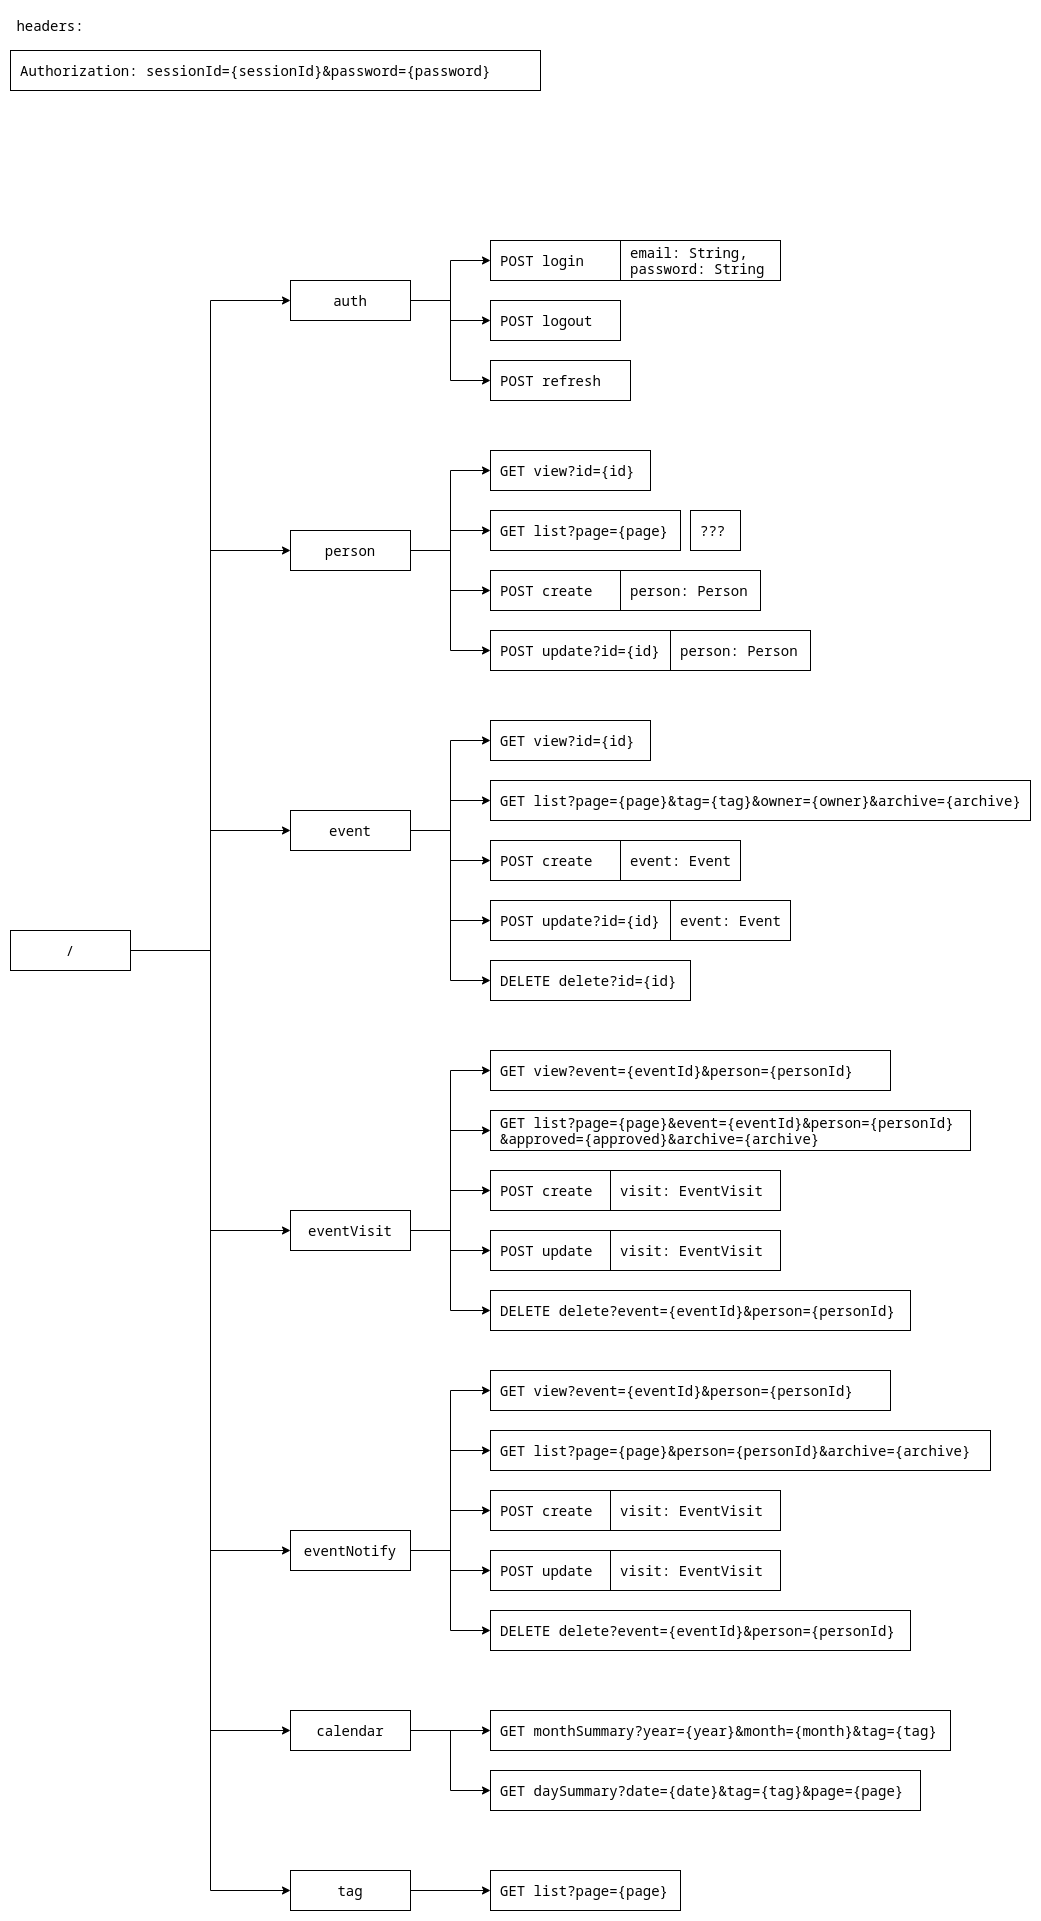 headers:
Authorization: sessionId={sessionId}&password={password}
auth
POST login
email: String,
password: String
POST logout
POST refresh
person
GET view?id={id}
GET list?page={page}
???
POST create
person: Person
POST update?id={id}
person: Person
event
GET view?id={id}
GET list?page={page}&tag={tag}&owner={owner}&archive={archive}
POST create
event: Event
POST update?id={id}
event: Event
DELETE delete?id={id}
/
eventVisit
GET view?event={eventId}&person={personId}
GET list?page={page}&event={eventId}&person={personId}
&approved={approved}&archive={archive}
POST create
visit: EventVisit
POST update
visit: EventVisit
DELETE delete?event={eventId}&person={personId}
eventNotify
GET view?event={eventId}&person={personId}
GET list?page={page}&person={personId}&archive={archive}
POST create
visit: EventVisit
POST update
visit: EventVisit
DELETE delete?event={eventId}&person={personId}
calendar
GET monthSummary?year={year}&month={month}&tag={tag}
GET daySummary?date={date}&tag={tag}&page={page}
tag
GET list?page={page}